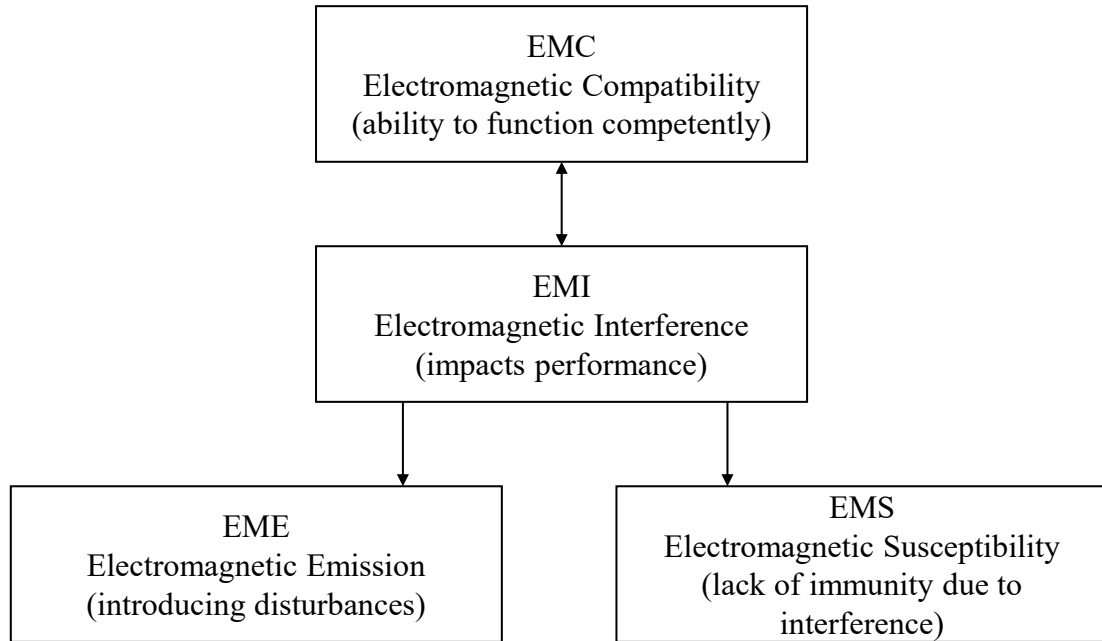 EMC
Electromagnetic Compatibility
(ability to function competently)
EMI
Electromagnetic Interference
(impacts performance)
EME
Electromagnetic Emission
(introducing disturbances)
EMS
Electromagnetic Susceptibility
(lack of immunity due to
interference)